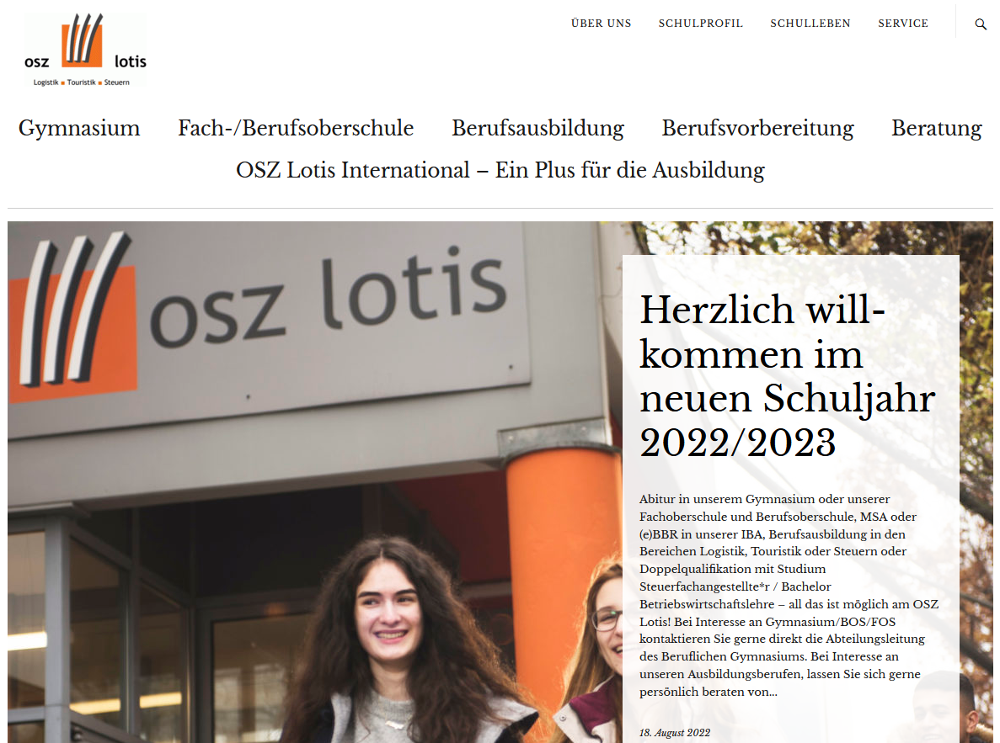 ÜBER UNS SCHULPROFIL SCHULLEBEN SERVICE
osz lotis
Logistik ■ Touristik ■ Steuern
Gymnasium Fach-/Berufsoberschule Berufsausbildung Berufsvorbereitung Beratung
OSZ Lotis International – Ein Plus für die Ausbildung
osz lotis
Herzlich will-
kommen im
neuen Schuljahr
2022/2023
Abitur in unserem Gymnasium oder unserer
Fachoberschule und Berufsoberschule, MSA oder
(e)BBR in unserer IBA, Berufsausbildung in den
Bereichen Logistik, Touristik oder Steuern oder
Doppelqualifikation mit Studium
Steuerfachangestellte*r / Bachelor
Betriebswirtschaftslehre – all das ist möglich am OSZ
Lotis! Bei Interesse an Gymnasium/BOS/FOS
kontaktieren Sie gerne direkt die Abteilungsleitung
des Beruflichen Gymnasiums. Bei Interesse an
unseren Ausbildungsberufen, lassen Sie sich gerne
persönlich beraten von...
18. August 2022